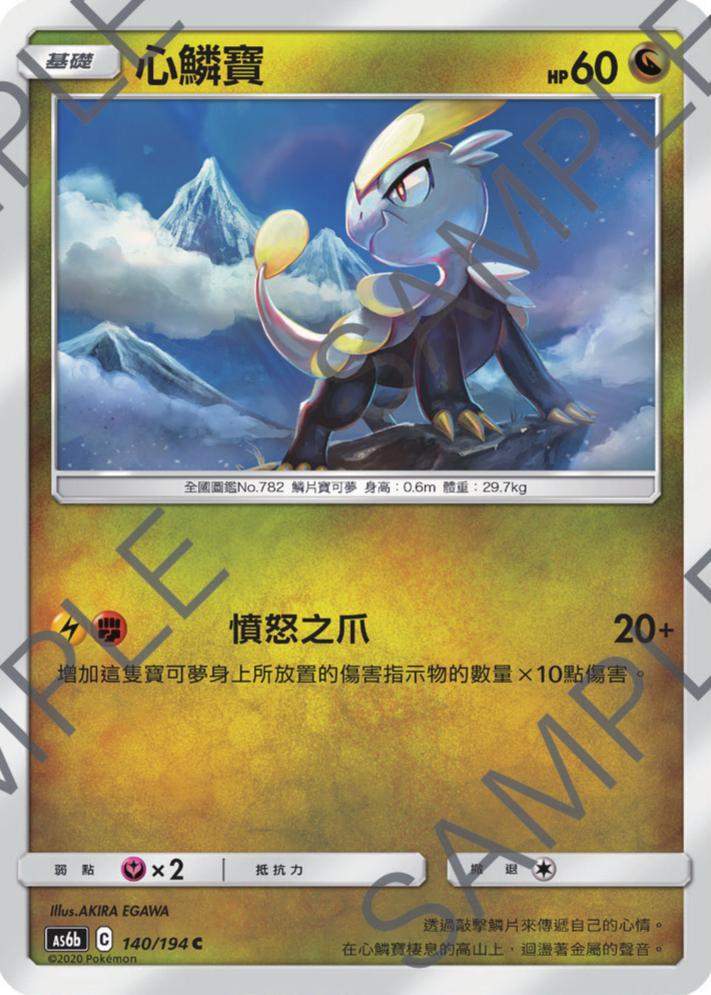 基礎
心鱗寶
HP60
全國圖鑑No.782 鱗片寶可夢 身高：0.6m 體重：29.7kg
憤怒之爪 20+
增加這隻寶可夢身上所放置的傷害指示物的數量×10點傷害。
弱點 ×2 抵抗力 撤退
Illus.AKIRA EGAWA
透過敲擊鱗片來傳遞自己的心情。
在心鱗寶棲息的高山上，迴盪著金屬的聲音。
AS6b C 140/194 C
©2020 Pokémon
SAMPLE
SAMPLE
SAMPLE
SAMPLE